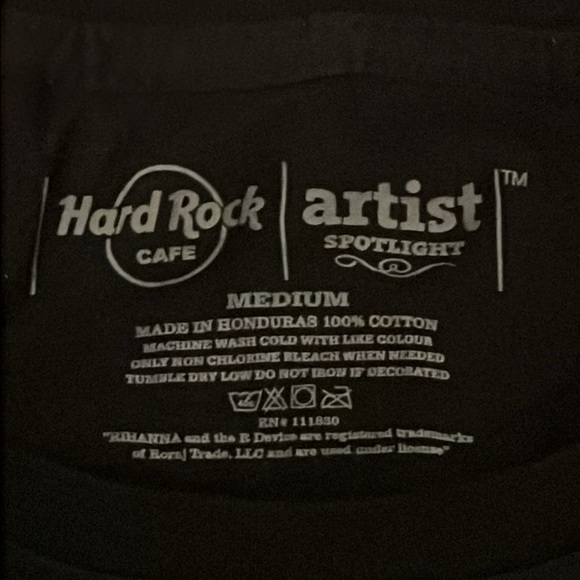 Hard Rock
CAFE
artist
SPOTLIGHT
TM
MEDIUM
MADE IN HONDURAS 100% COTTON
MACHINE WASH COLD WITH LIKE COLOUR
ONLY NON CHLORINE BLEACH WHEN NEEDED
TUMBLE DRY LOW DO NOT IRON IF DECORATED
RN# 111830
"RIHANNA and the R Device are registered trademarks
of Roraj Trade, LLC and are used under license"